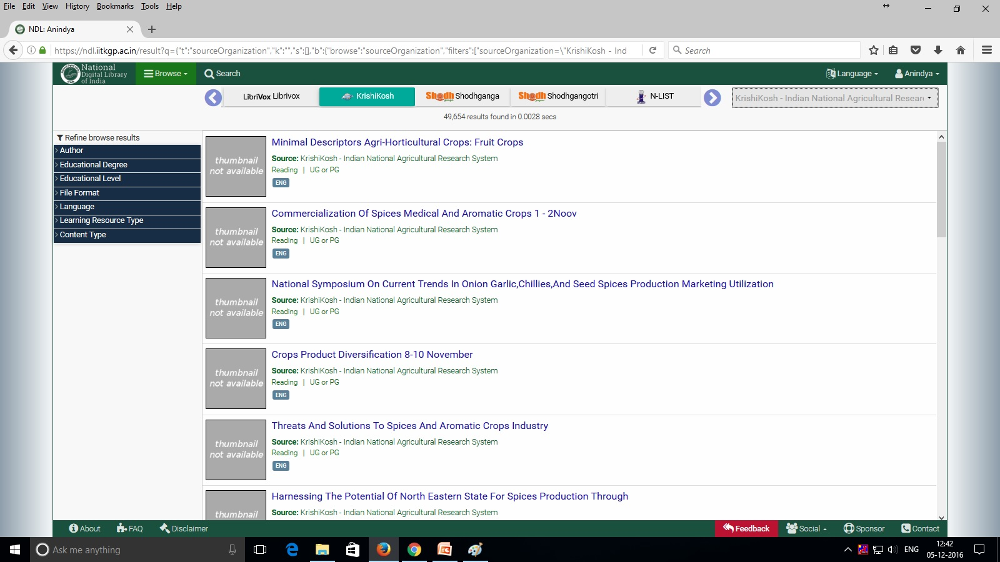 File Edit View History Bookmarks Tools Help
NDL: Anindya
https://ndl.iitkgp.ac.in/result?q={"t":"sourceOrganization","k":"","s":[],"b":{"browse":"sourceOrganization","filters":["sourceOrganization=\"KrishiKosh - Ind
Search
National
Digital Library
of India
Browse
Search
Language
Anindya
LibriVox Librivox
KrishiKosh
Shodh ganga Shodhganga
Shodh Shodhgangotri
N-LIST
KrishiKosh - Indian National Agricultural Resear
49,654 results found in 0.0028 secs
Refine browse results
Author
Educational Degree
Educational Level
File Format
Language
Learning Resource Type
Content Type
thumbnail
not available
Minimal Descriptors Agri-Horticultural Crops: Fruit Crops
Source: KrishiKosh - Indian National Agricultural Research System
Reading | UG or PG
ENG
thumbnail
not available
Commercialization Of Spices Medical And Aromatic Crops 1 - 2Noov
Source: KrishiKosh - Indian National Agricultural Research System
Reading | UG or PG
ENG
thumbnail
not available
National Symposium On Current Trends In Onion Garlic,Chillies,And Seed Spices Production Marketing Utilization
Source: KrishiKosh - Indian National Agricultural Research System
Reading | UG or PG
ENG
thumbnail
not available
Crops Product Diversification 8-10 November
Source: KrishiKosh - Indian National Agricultural Research System
Reading | UG or PG
ENG
thumbnail
not available
Threats And Solutions To Spices And Aromatic Crops Industry
Source: KrishiKosh - Indian National Agricultural Research System
Reading | UG or PG
ENG
thumbnail
Harnessing The Potential Of North Eastern State For Spices Production Through
Source: KrishiKosh - Indian National Agricultural Research System
About
FAQ
Disclaimer
Feedback
Social
Sponsor
Contact
Ask me anything
ENG
12:42
05-12-2016